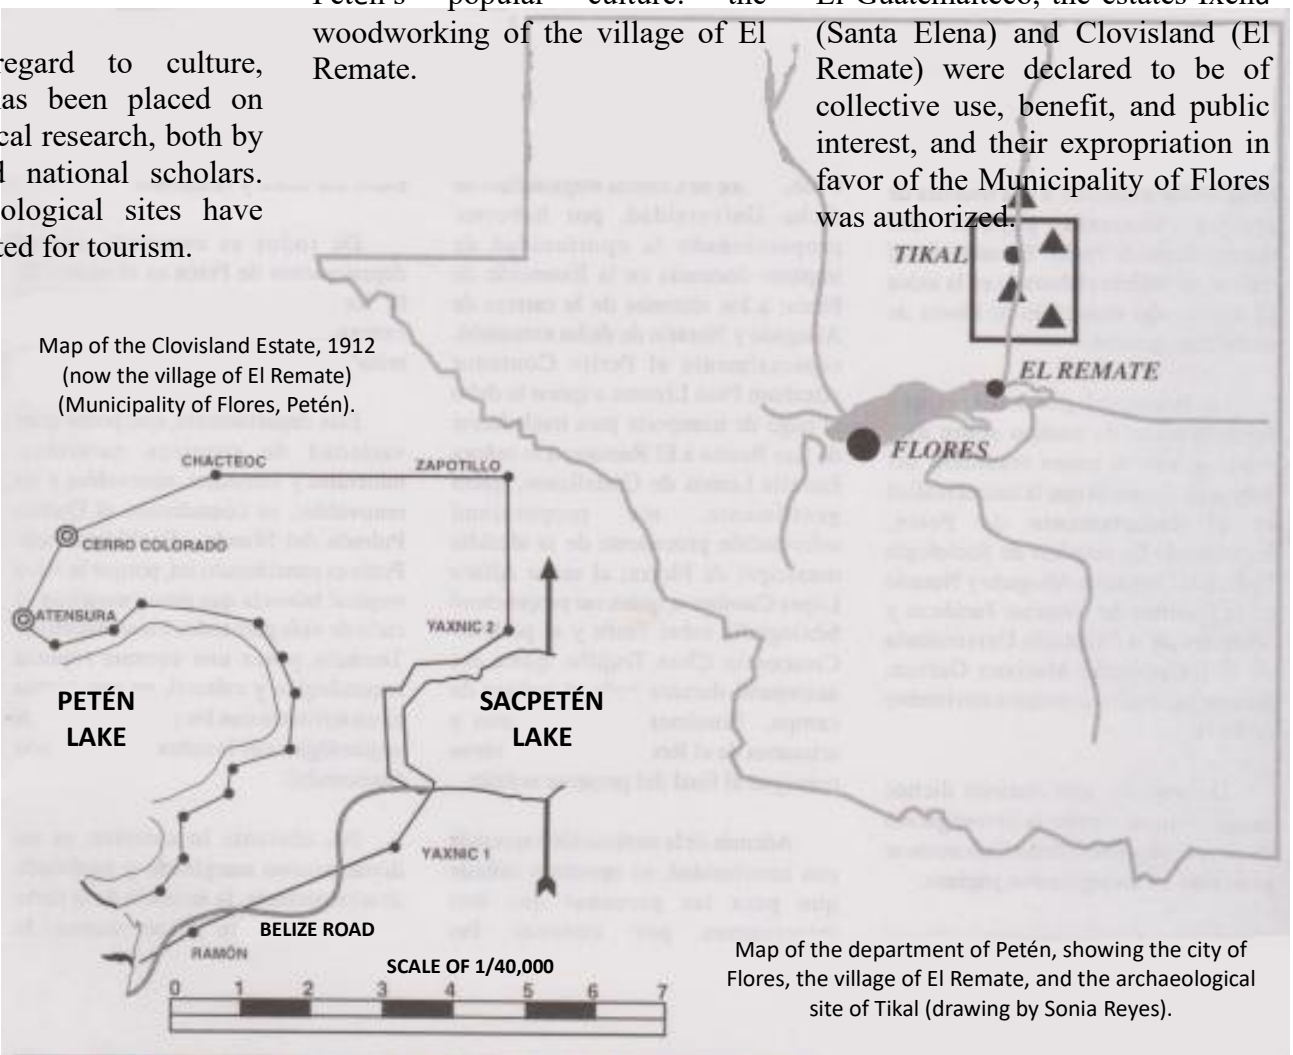 regard to culture,
has been placed on
cal research, both by
national scholars.
ological sites have
ted for tourism.
Petén's popular culture: the
woodworking of the village of El
Remate.
El Guatemalteco, the estates
(Santa Elena) and Clovisland (El
Remate) were declared to be of
collective use, benefit, and public
interest, and their expropriation in
favor of the Municipality of Flores
was authorized.
Map of the Clovisland Estate, 1912
(now the village of El Remate)
(Municipality of Flores, Petén).
CHACTEOC
ZAPOTILLO
CERRO COLORADO
ATENSURA
YAXNIC 2
PETÉN
LAKE
SACPETÉN
LAKE
YAXNIC 1
BELIZE ROAD
RAMÓN
SCALE OF 1/40,000
0 1 2 3 4 5 6 7
TIKAL
EL REMATE
FLORES
Map of the department of Petén, showing the city of
Flores, the village of El Remate, and the archaeological
site of Tikal (drawing by Sonia Reyes).